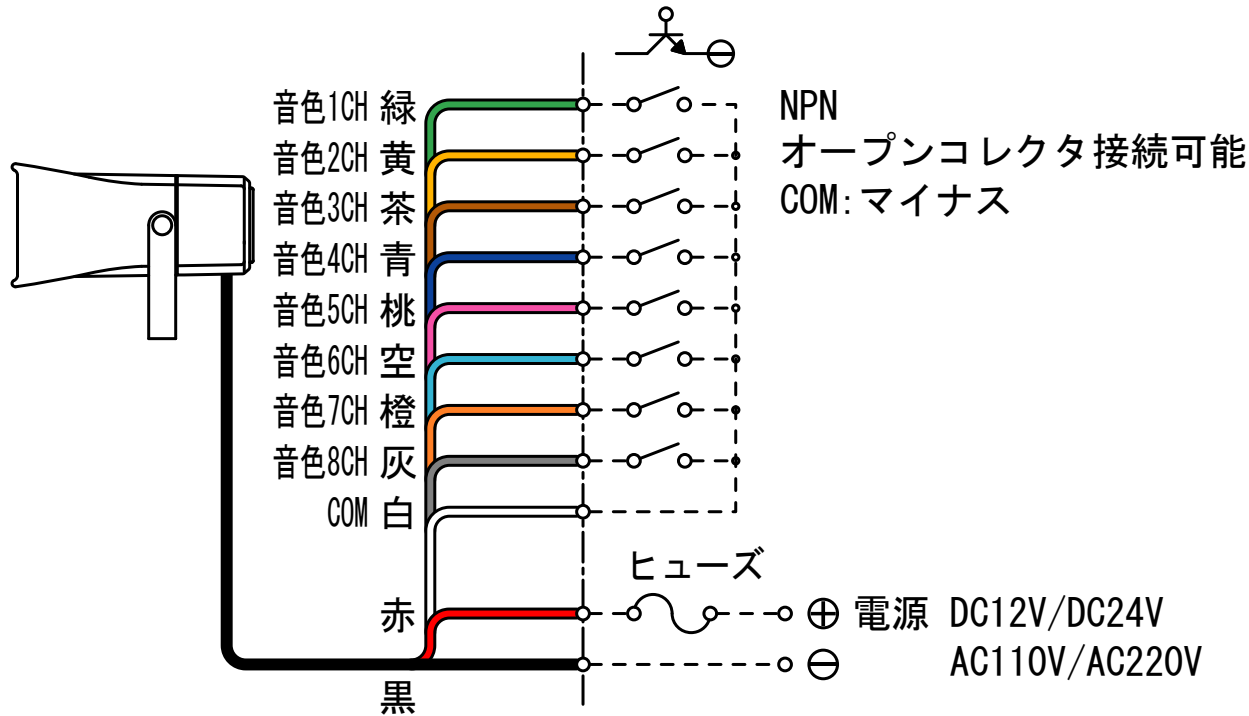 音色1CH 緑
音色2CH 黄
音色3CH 茶
音色4CH 青
音色5CH 桃
音色6CH 空
音色7CH 橙
音色8CH 灰
COM 白
赤
黒
NPN
オープンコレクタ接続可能
COM:マイナス
ヒューズ
⊕ 電源 DC12V/DC24V
⊖ AC110V/AC220V